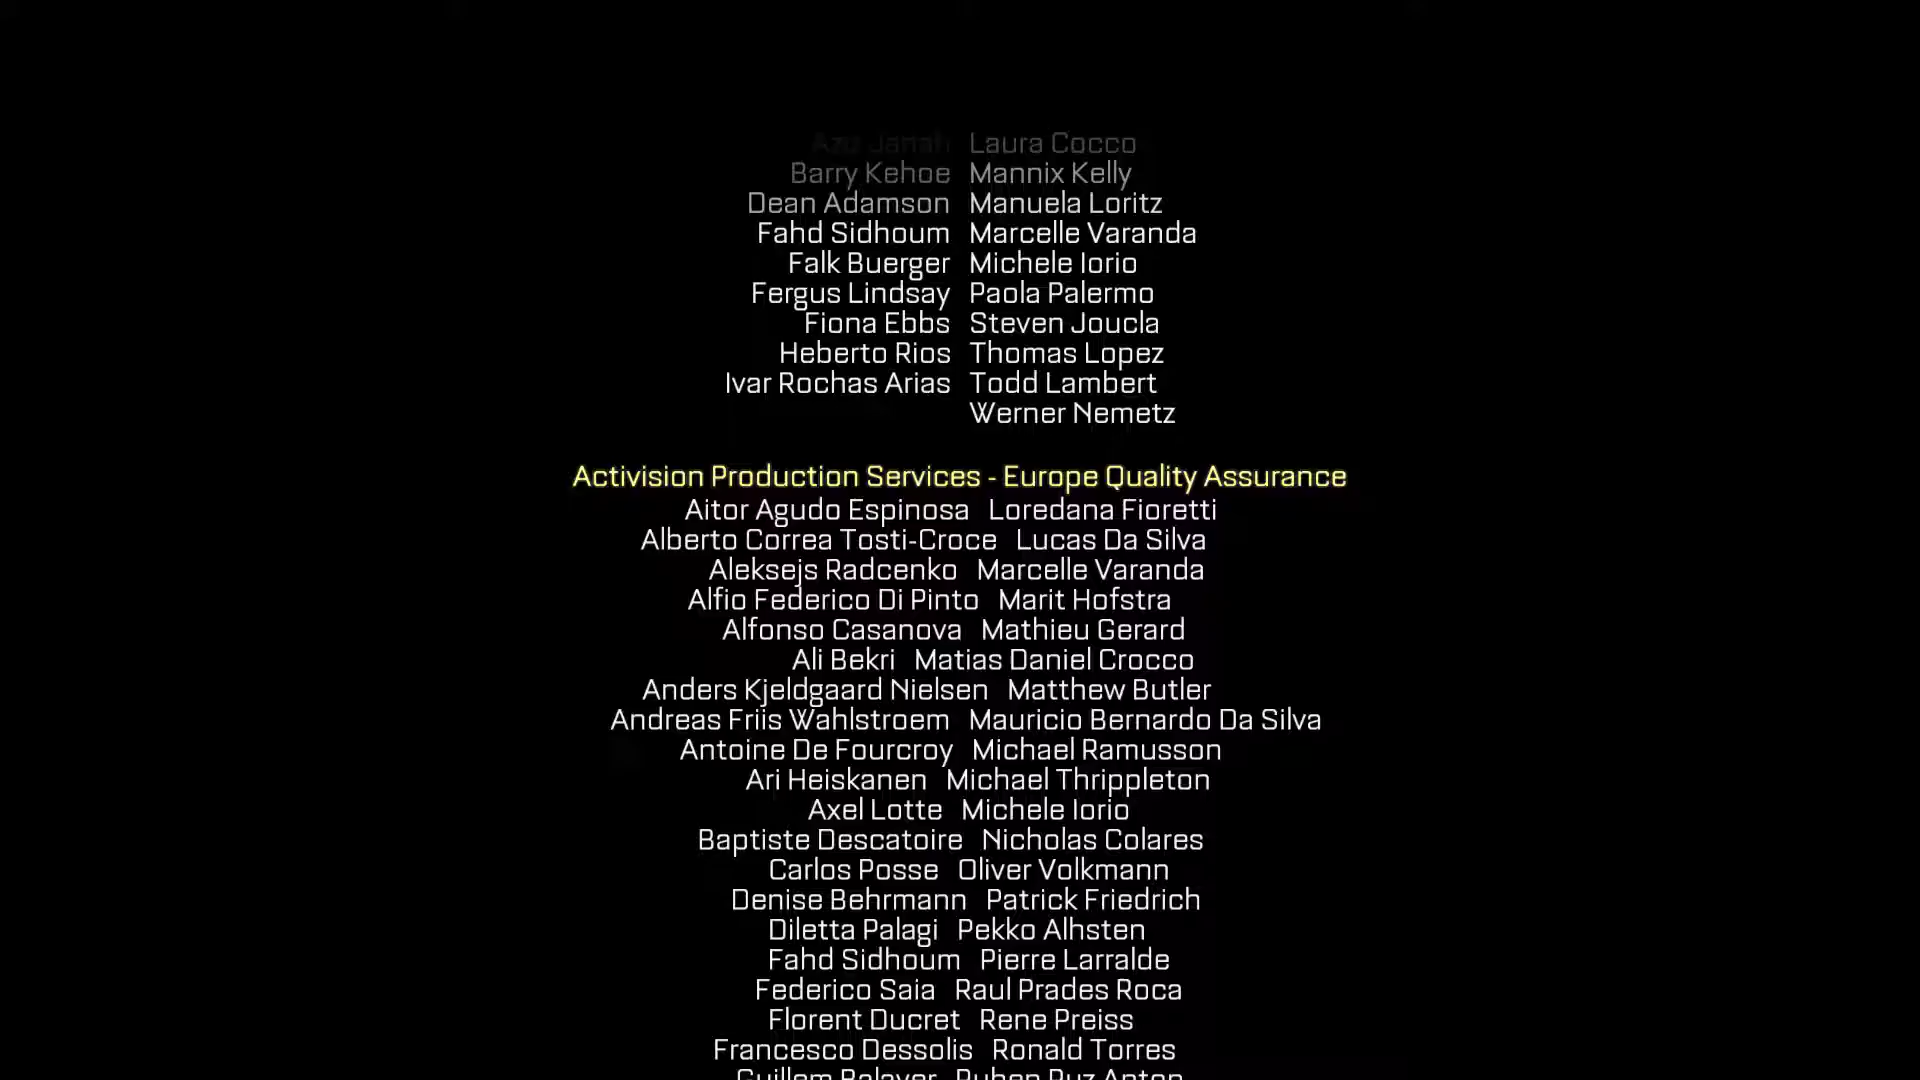 Laura Cocco
Barry Kehoe Mannix Kelly
Dean Adamson Manuela Loritz
Fahd Sidhoum Marcelle Varanda
Falk Buerger Michele Iorio
Fergus Lindsay Paola Palermo
Fiona Ebbs Steven Joucla
Heberto Rios Thomas Lopez
Ivar Rochas Arias Todd Lambert
Werner Nemetz
Activision Production Services - Europe Quality Assurance
Aitor Agudo Espinosa Loredana Fioretti
Alberto Correa Tosti-Croce Lucas Da Silva
Aleksejs Radcenko Marcelle Varanda
Alfio Federico Di Pinto Marit Hofstra
Alfonso Casanova Mathieu Gerard
Ali Bekri Matias Daniel Crocco
Anders Kjeldgaard Nielsen Matthew Butler
Andreas Friis Wahlstroem Mauricio Bernardo Da Silva
Antoine De Fourcroy Michael Ramusson
Ari Heiskanen Michael Thrippleton
Axel Lotte Michele Iorio
Baptiste Descatoire Nicholas Colares
Carlos Posse Oliver Volkmann
Denise Behrmann Patrick Friedrich
Diletta Palagi Pekko Alhsten
Fahd Sidhoum Pierre Larralde
Federico Saia Raul Prades Roca
Florent Ducret Rene Preiss
Francesco Dessolis Ronald Torres